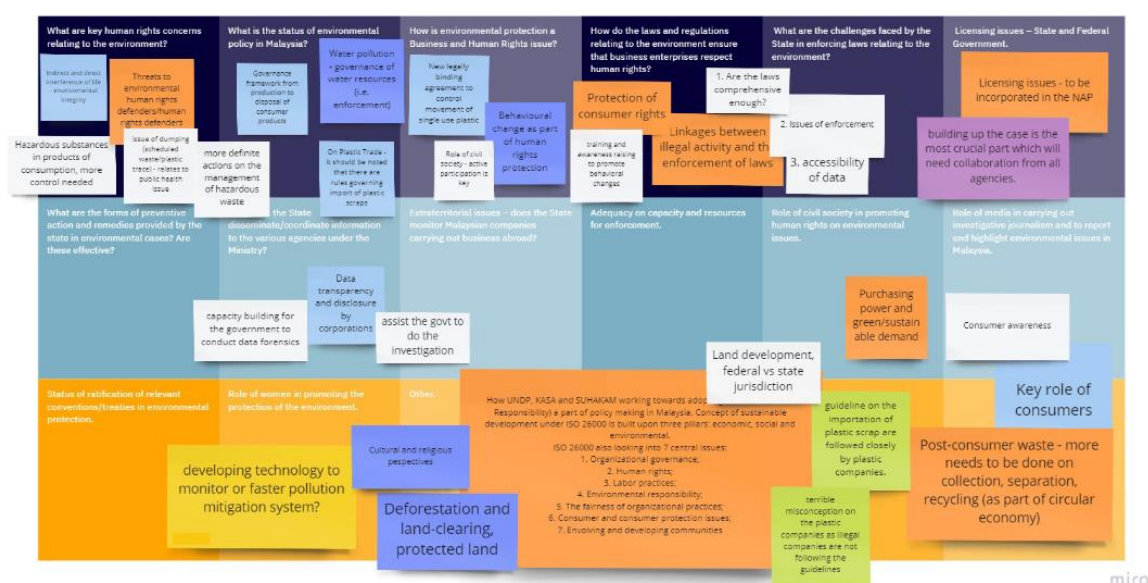 What are key human rights concerns
relating to the environment?
Indirect and direct
interference of life
- environmental
integrity
Threats to
environmental
human rights
defenders/human
rights defenders
Hazardous substances
in products of
consumption, more
control needed
Issue of dumping
(scheduled
waste/plastic
trace) - relates to
public health
issue
What is the status of environmental
policy in Malaysia?
Governance
framework from
production to
disposal of
consumer
products
Water pollution
- governance of
water resources
(i.e.
enforcement)
more definite
actions on the
management
of hazardous
waste
On Plastic Trade -
it should be noted
that there are
rules governing
import of plastic
scraps
How is environmental protection a
Business and Human Rights issue?
New legally
binding
agreement to
control
movement of
single use plastic
Behavioural
change as part
of human
rights
protection
Role of civil
society - active
participation is
key
How do the laws and regulations
relating to the environment ensure
that business enterprises respect
human rights?
Protection of
consumer rights
training and
awareness raising
to promote
behavioral
changes
Linkages between
illegal activity and th
enforcement of laws
What are the challenges faced by the
State in enforcing laws relating to the
environment?
1. Are the laws
comprehensive
enough?
2. Issues of enforcement
3. accessibility
of data
Licensing issues – State and Federal
Government.
Licensing issues - to be
incorporated in the NAP
building up the case is the
most crucial part which will
need collaboration from all
agencies.
What are the forms of preventive
action and remedies provided by the
state in environmental cases? Are
these effective?
the State
disseminate/coordinate information
to the various agencies under the
Ministry?
capacity building for
the government to
conduct data forensics
Data
transparency
and disclosure
by
corporations
Extraterritorial issues – does the State
monitor Malaysian companies
carrying out business abroad?
assist the govt to
do the
investigation
Adequacy on capacity and resources
for enforcement.
Role of civil society in promoting
human rights on environmental
issues.
Purchasing
power and
green/sustain
able demand
Land development,
federal vs state
jurisdiction
Role of media in carrying out
investigative journalism and to report
and highlight environmental issues in
Malaysia.
Consumer awareness
Key role of
consumers
Status of ratification of relevant
conventions/treaties in environmental
protection.
developing technology to
monitor or faster pollution
mitigation system?
Role of women in promoting the
protection of the environment.
Cultural and religious
pespectives
Deforestation and
land-clearing,
protected land
Other.
How UNDP, KASA and SUHAKAM working towards adop
Responsibility) a part of policy making in Malaysia. Concept of sustainable
development under ISO 26000 is built upon three pillars: economic, social and
environmental.
ISO 26000 also looking into 7 central issues:
1. Organizational governance;
2. Human rights;
3. Labor practices;
4. Environmental responsibility;
5. The fairness of organizational practices;
6. Consumer and consumer protection issues;
7. Envolving and developing communities
guideline on the
importation of
plastic scrap are
followed closely
by plastic
companies.
terrible
misconception on
the plastic
companies as illegal
companies are not
following the
guidelines
Post-consumer waste - more
needs to be done on
collection, separation,
recycling (as part of circular
economy)
miro